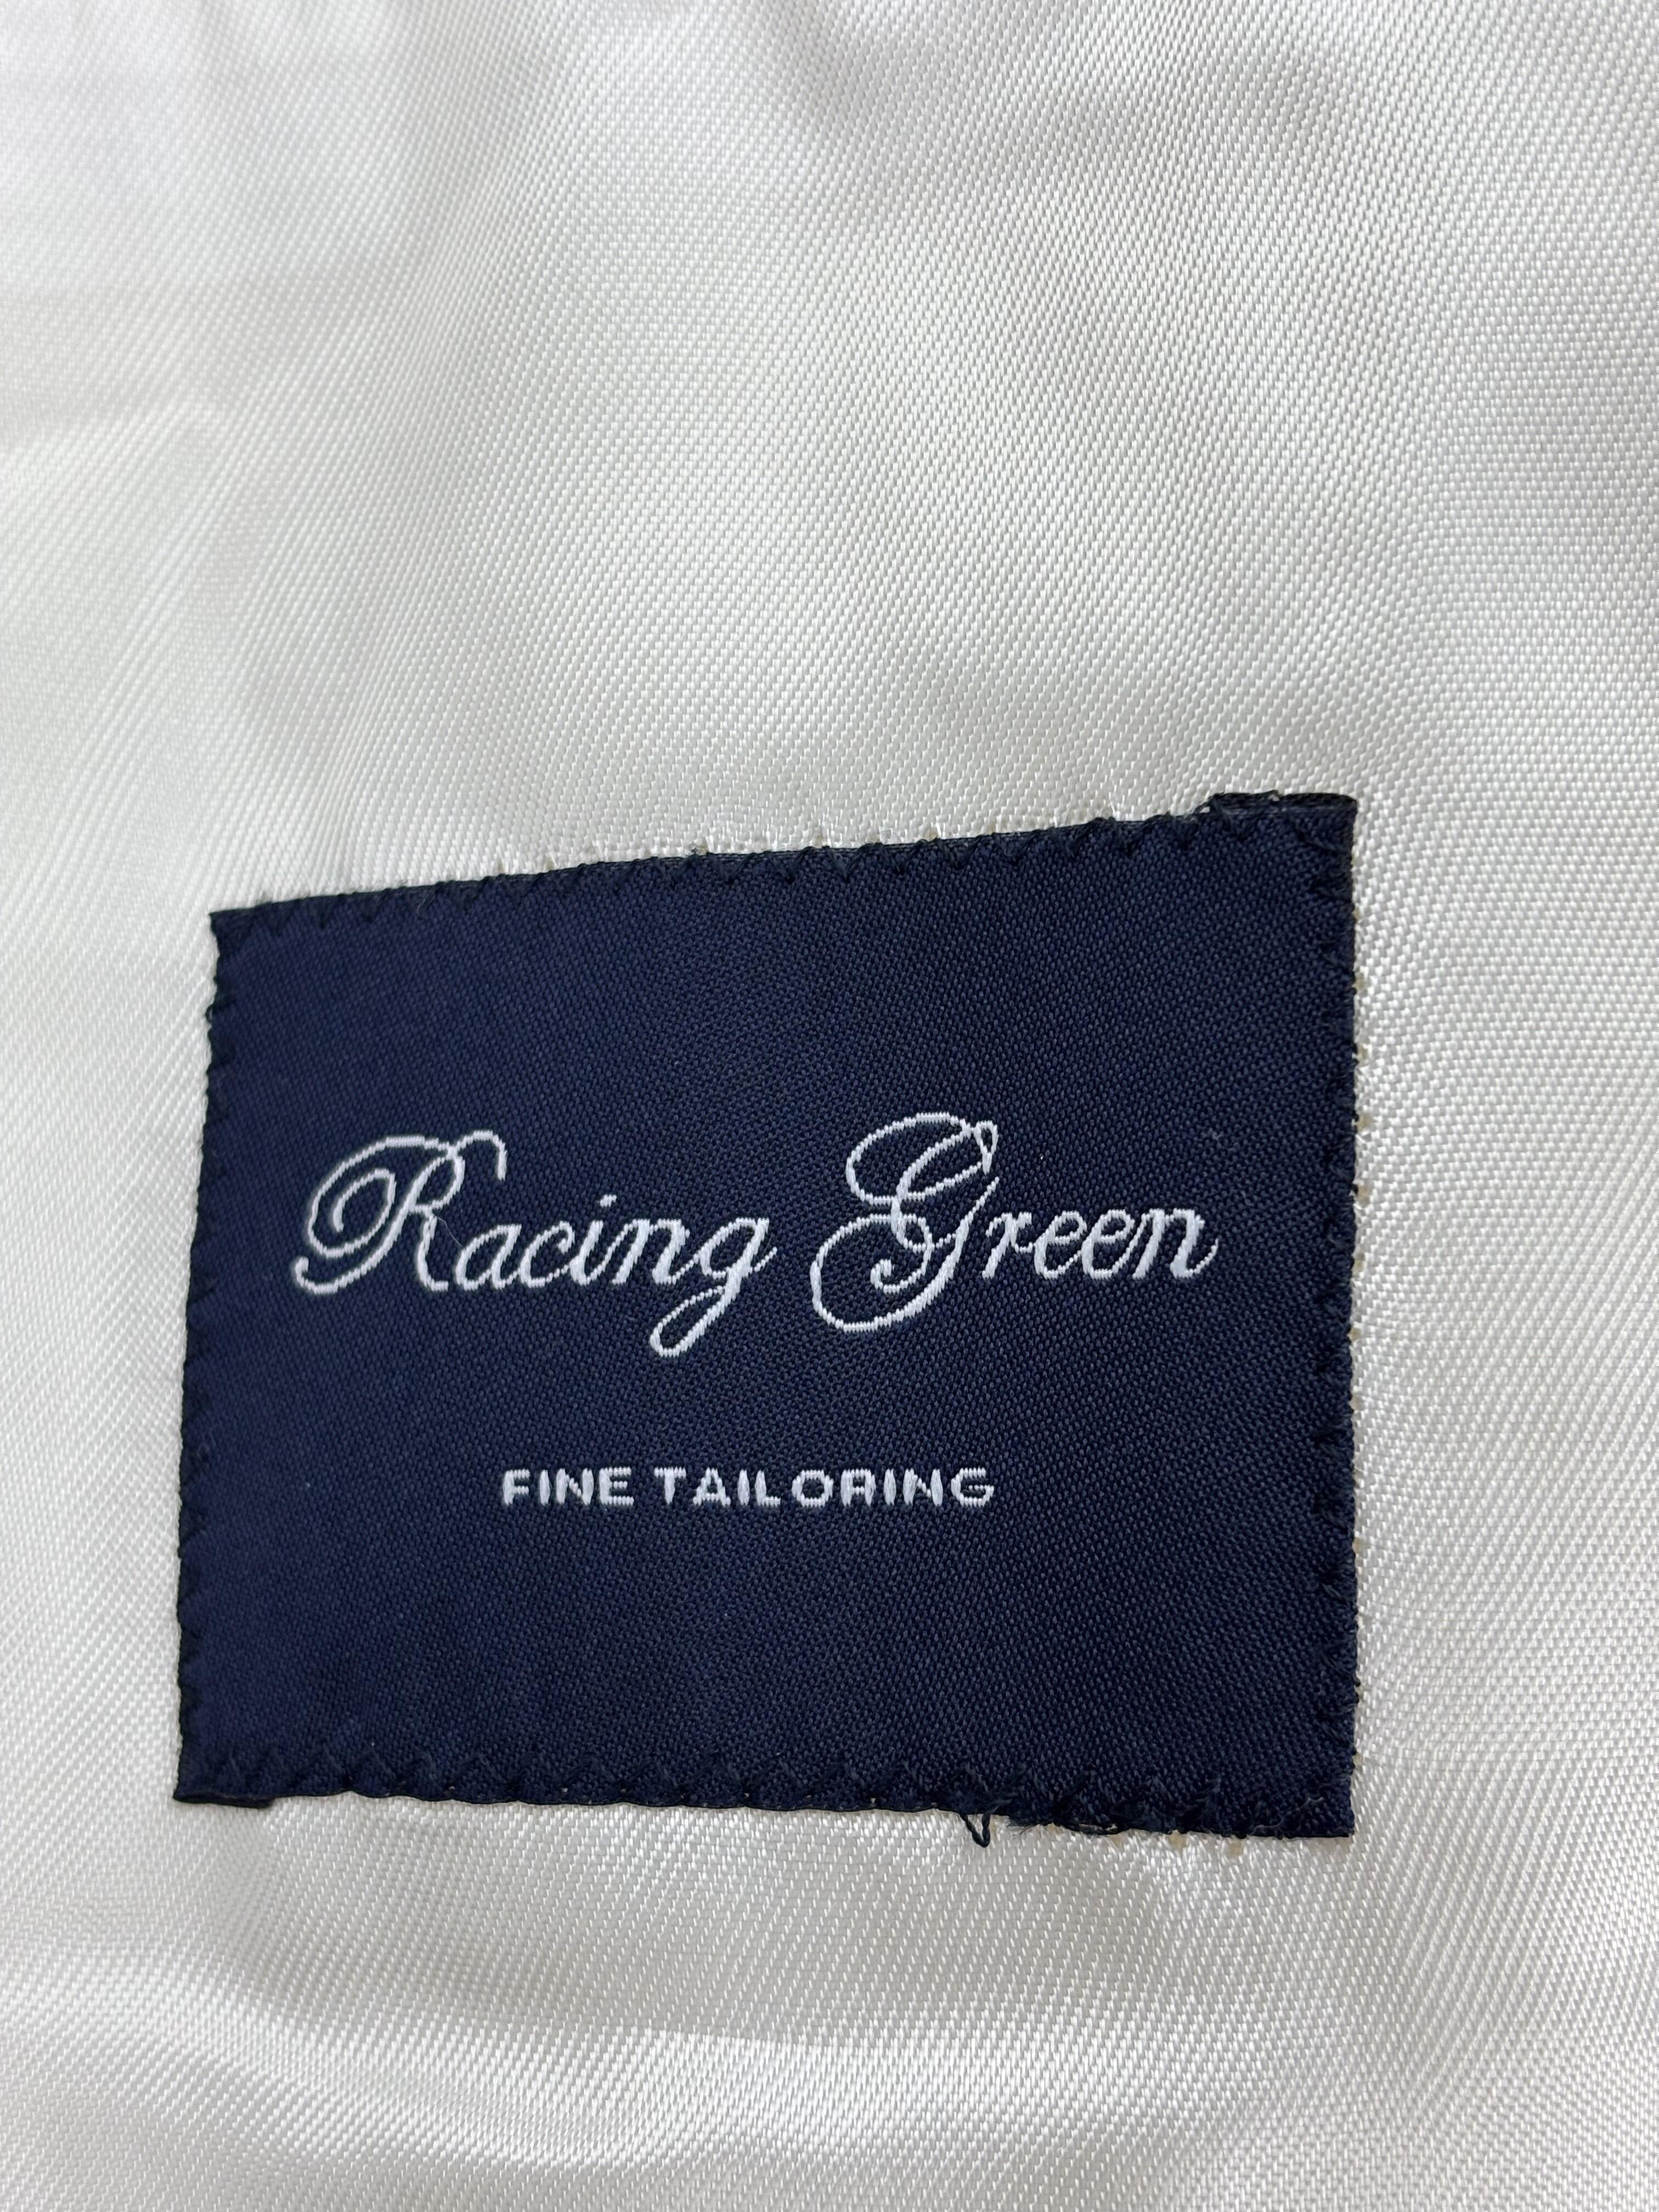 Racing Green
FINE TAILORING